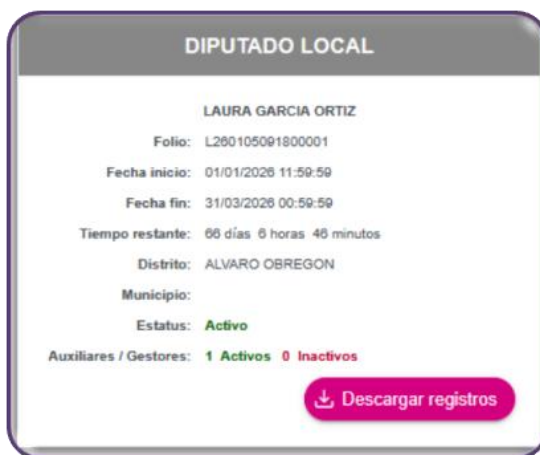 DIPUTADO LOCAL
LAURA GARCIA ORTIZ
Folio: L260105091800001
Fecha inicio: 01/01/2026 11:59:59
Fecha fin: 31/03/2026 00:59:59
Tiempo restante: 66 días 6 horas 46 minutos
Distrito: ALVARO OBREGON
Municipio:
Estatus: Activo
Auxiliares / Gestores: 1 Activos 0 Inactivos
Descargar registros